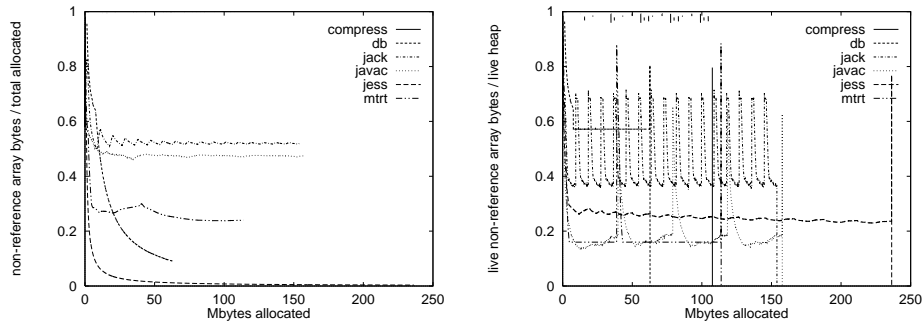 non-reference array bytes / total allocated
1
0.8
0.6
0.4
0.2
0
0 50 100 150 200 250
Mbytes allocated
compress
db
jack
javac
jess
mtrt
live non-reference array bytes / live heap
1
0.8
0.6
0.4
0.2
0
0 50 100 150 200 250
Mbytes allocated
compress
db
jack
javac
jess
mtrt